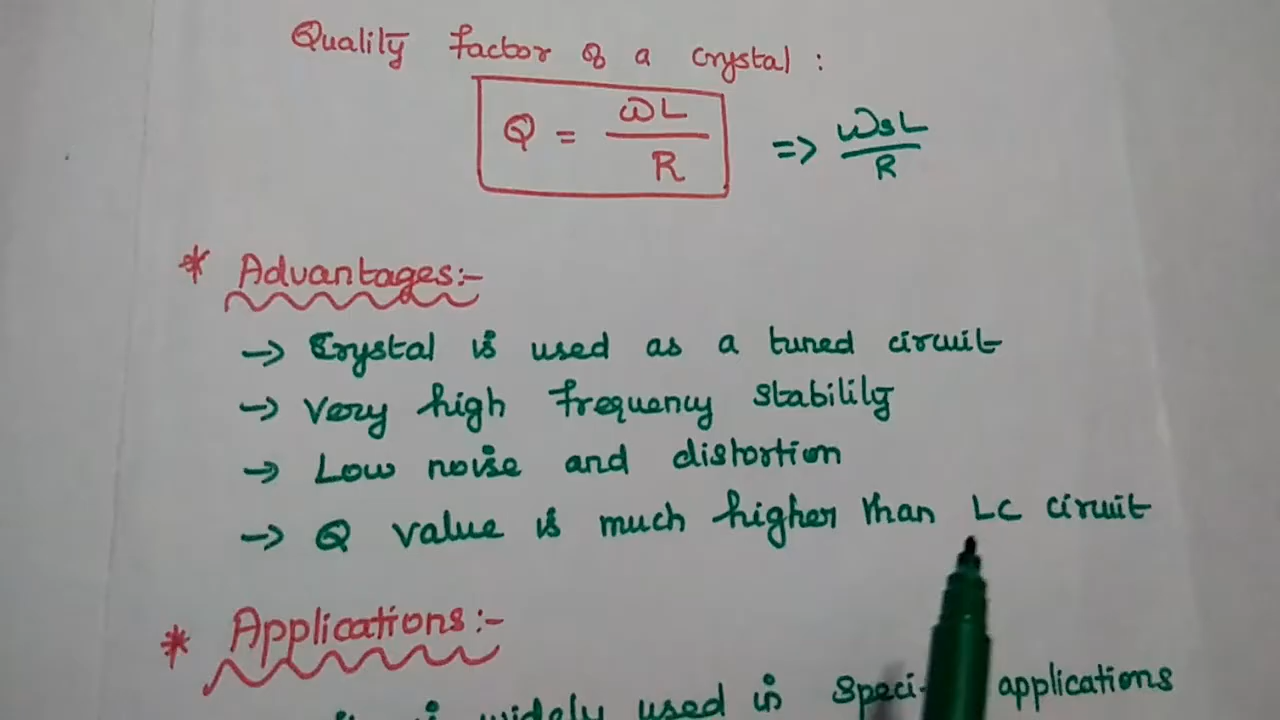 Quality factor of a crystal :
Q = ωL / R => ωsL / R
* Advantages:-
-> Crystal is used as a tuned circuit
-> Very high frequency stability
-> Low noise and distortion
-> Q value is much higher than LC circuit
* Applications:-
widely used in applications